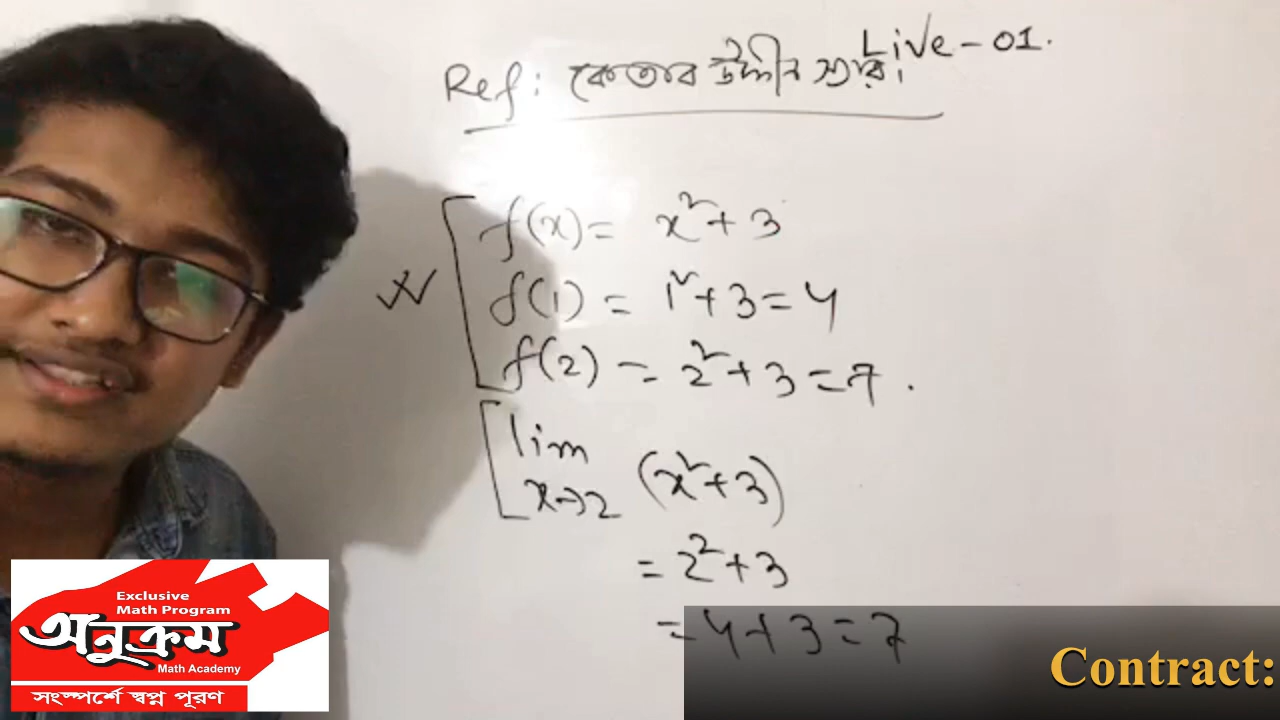 Live-01.
Ref: কেতাব উদ্দীন স্যার।
f(x) = x²+3
f(1) = 1²+3=4
f(2) = 2²+3=7.
lim
x→2 (x²+3)
= 2²+3
= 4+3=7
Exclusive
Math Program
অনুক্রম
Math Academy
সংস্পর্শে স্বপ্ন পূরণ
Contract: